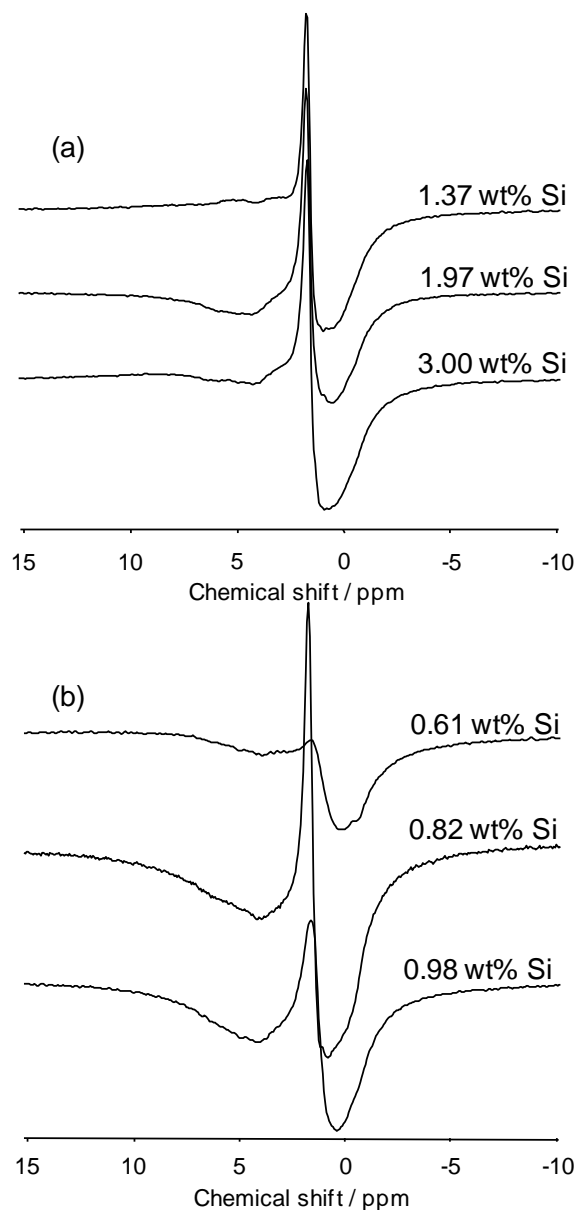 (a)
1.37 wt% Si
1.97 wt% Si
3.00 wt% Si
15 10 5 0 -5 -10
Chemical shift / ppm
(b)
0.61 wt% Si
0.82 wt% Si
0.98 wt% Si
15 10 5 0 -5 -10
Chemical shift / ppm